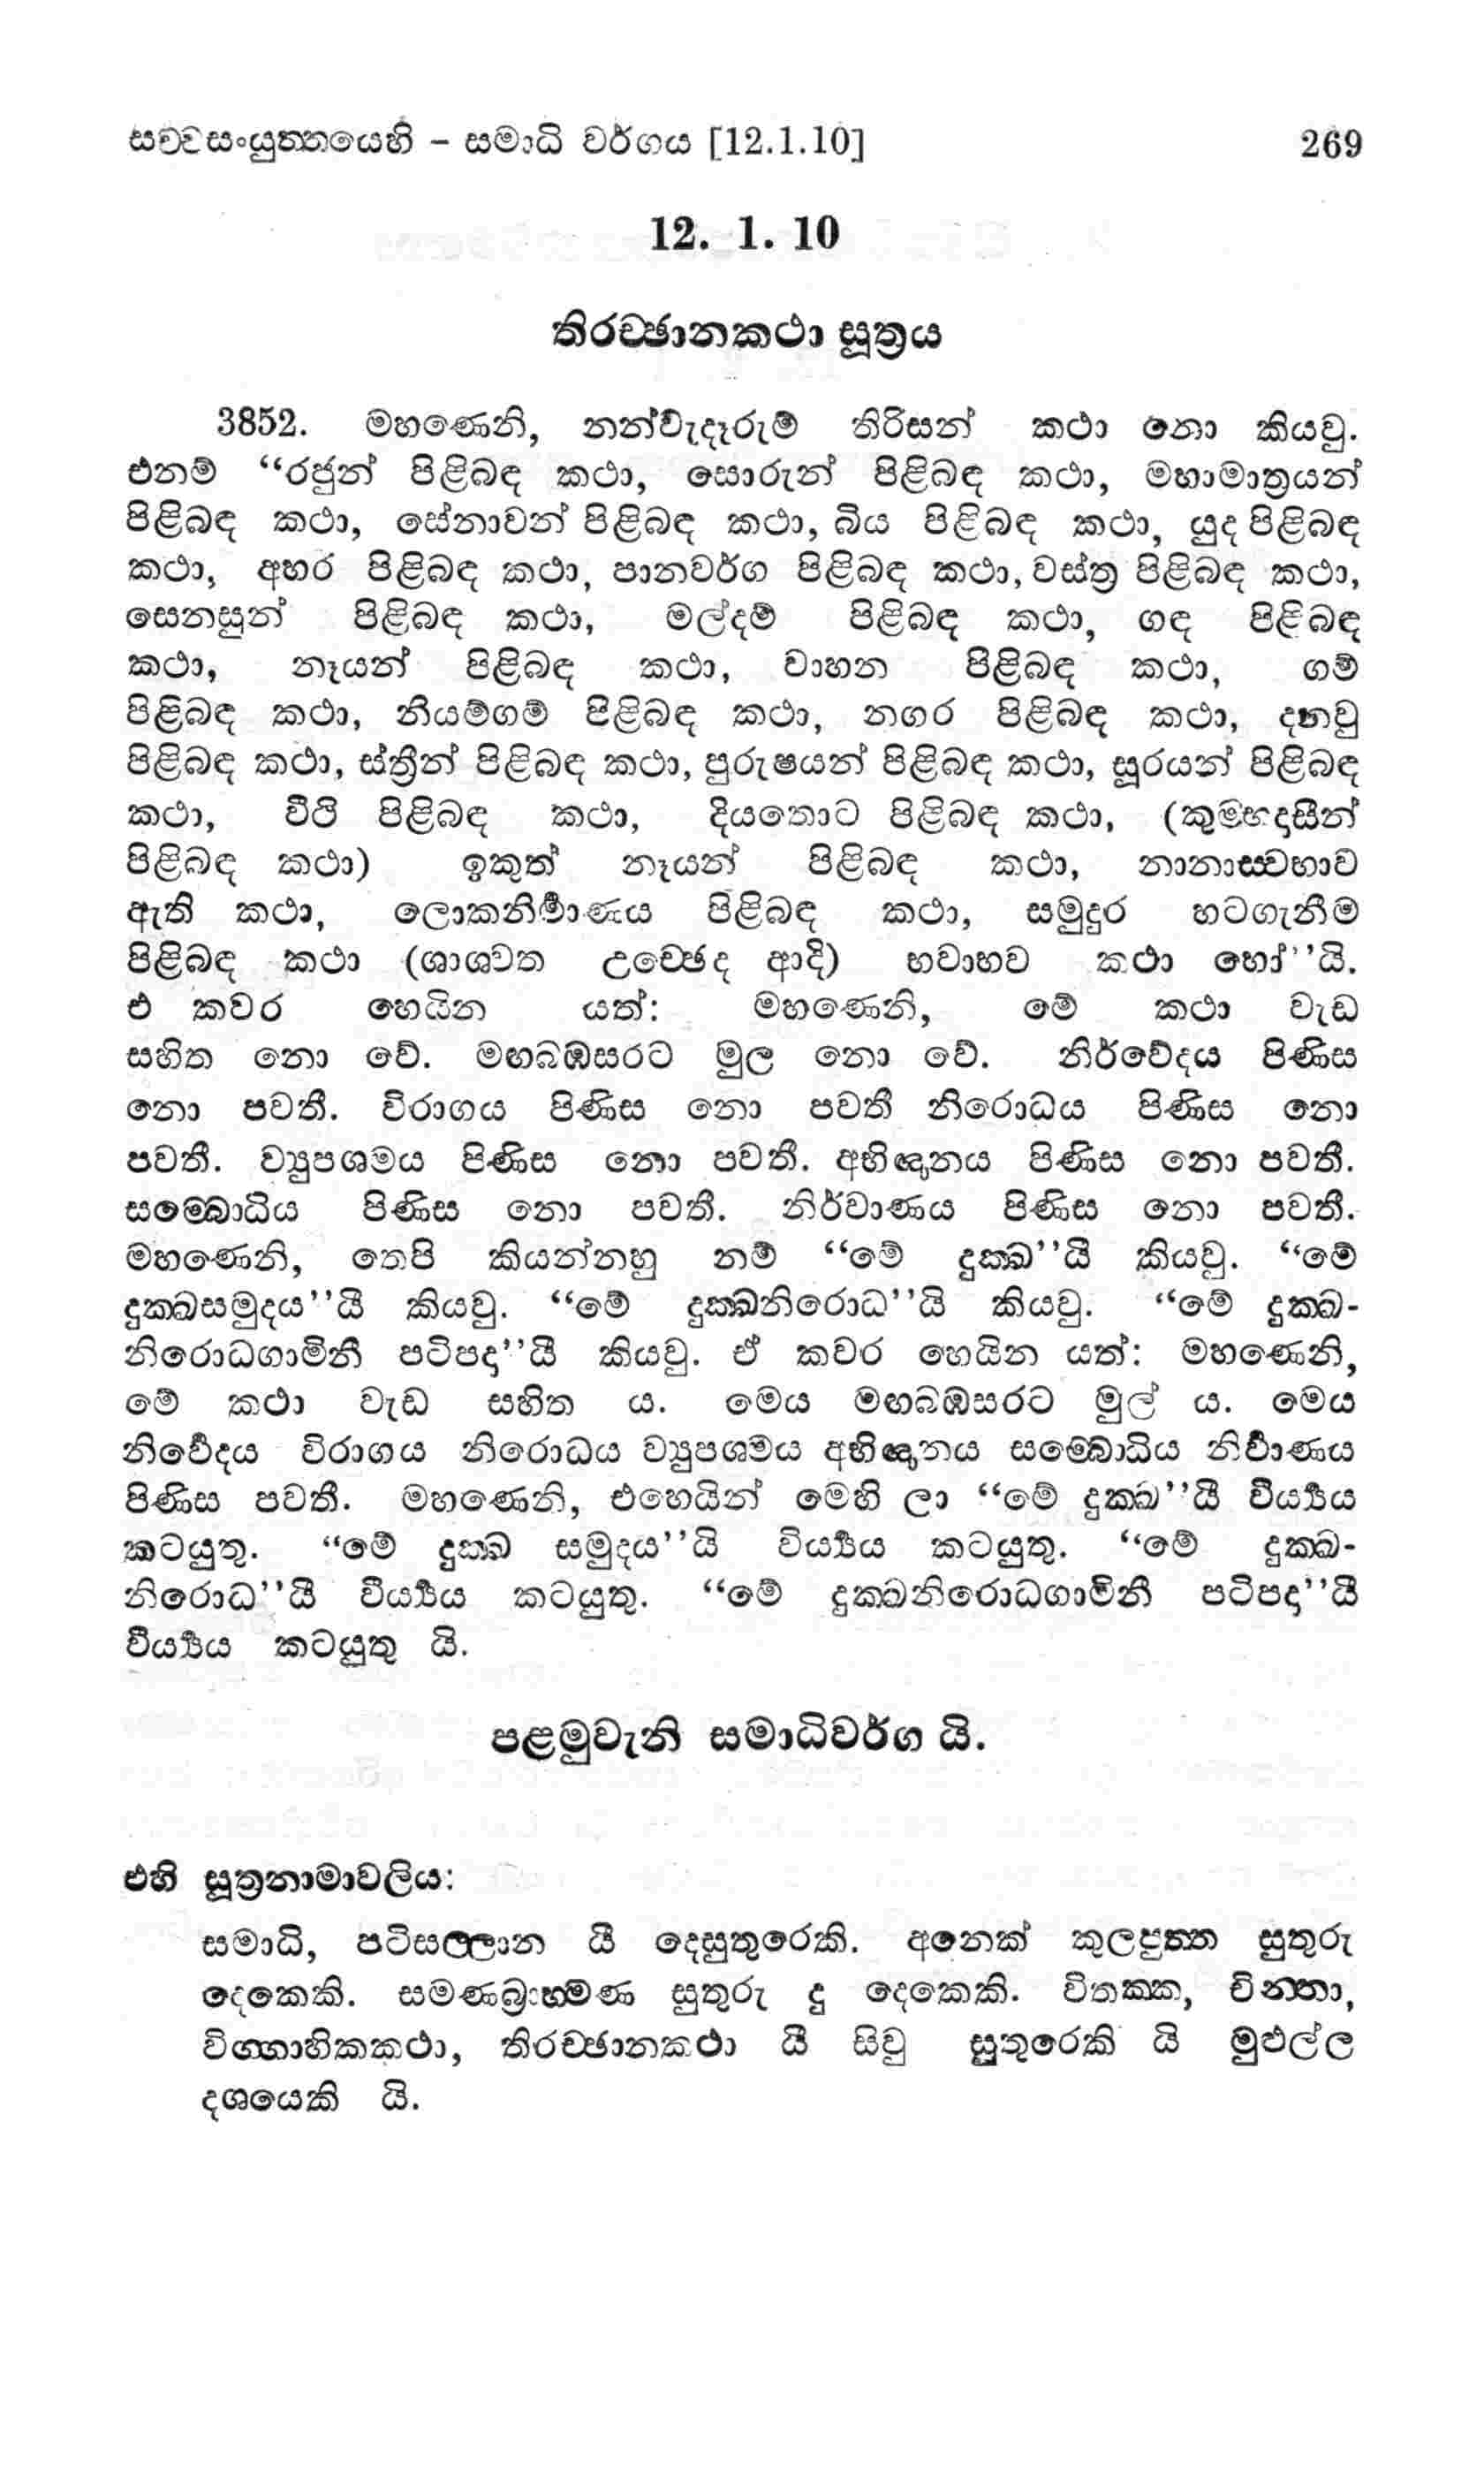 සච්චසංයුත්තයෙහි – සමාධි වර්ගය [12.1.10] 269
12. 1. 10
තිරච්ඡානකථා සූත්‍රය
3852. මහණෙනි, නන්වැදෑරුම් තිරිසන් කථා නො කියවු.
එනම් “රජුන් පිළිබඳ කථා, සොරුන් පිළිබඳ කථා, මහාමාත්‍රයන්
පිළිබඳ කථා, සේනාවන් පිළිබඳ කථා, බිය පිළිබඳ කථා, යුද පිළිබඳ
කථා, අහර පිළිබඳ කථා, පානවර්ග පිළිබඳ කථා, වස්ත්‍ර පිළිබඳ කථා,
සෙනසුන් පිළිබඳ කථා, මල්දම් පිළිබඳ කථා, ගඳ පිළිබඳ
කථා, නෑයන් පිළිබඳ කථා, වාහන පිළිබඳ කථා, ගම්
පිළිබඳ කථා, නියම්ගම් පිළිබඳ කථා, නගර පිළිබඳ කථා, දනවු
පිළිබඳ කථා, ස්ත්‍රීන් පිළිබඳ කථා, පුරුෂයන් පිළිබඳ කථා, සූරයන් පිළිබඳ
කථා, වීථි පිළිබඳ කථා, දියතොට පිළිබඳ කථා, (කුම්භදාසීන්
පිළිබඳ කථා) ඉකුත් නෑයන් පිළිබඳ කථා, නානාස්වභාව
ඇති කථා, ලොකනිර්මාණය පිළිබඳ කථා, සමුදුර හටගැනීම
පිළිබඳ කථා (ශාශ්වත උච්ඡෙද ආදි) භවාභව කථා හෝ”යි.
එ කවර හෙයින යත්: මහණෙනි, මේ කථා වැඩ
සහිත නො වේ. මඟබඹසරට මුල නො වේ. නිර්වේදය පිණිස
නො පවතී. විරාගය පිණිස නො පවතී නිරොධය පිණිස නො
පවතී. ව්‍යුපශමය පිණිස නො පවතී. අභිඥානය පිණිස නො පවතී.
සම්බොධිය පිණිස නො පවතී. නිර්වාණය පිණිස නො පවතී.
මහණෙනි, තෙපි කියන්නහු නම් “මේ දුක්ඛ”යී කියවු. “මේ
දුක්ඛසමුදය”යී කියවු. “මේ දුක්ඛනිරොධ”යි කියවු. “මේ දුක්ඛ-
නිරොධගාමිනී පටිපදා”යී කියවු. ඒ කවර හෙයින යත්: මහණෙනි,
මේ කථා වැඩ සහිත ය. මෙය මඟබඹසරට මුල් ය. මෙය
නිර්වෙදය විරාගය නිරොධය ව්‍යුපශමය අභිඥානය සම්බොධිය නිර්වාණය
පිණිස පවතී. මහණෙනි, එහෙයින් මෙහි ලා “මේ දුක්ඛ”යී වීර්‍ය්‍යය
කටයුතු. “මේ දුක්ඛ සමුදය”යි විර්‍ය්‍යය කටයුතු. “මේ දුක්ඛ-
නිරොධ”යී වීර්‍ය්‍යය කටයුතු. “මේ දුක්ඛනිරොධගාමිනී පටිපදා”යී
වීර්‍ය්‍යය කටයුතු යි.
පළමුවැනි සමාධිවර්ග යි.
එහි සූත්‍රනාමාවලිය:
සමාධි, පටිසල්ලාන යී දෙසුතුරෙකි. අනෙක් කුලපුත්ත සුතුරු
දෙකෙකි. සමණබ්‍රාහ්මණ සුතුරු දු දෙකෙකි. විතක්ක, චින්තා,
විග්ගාහිකකථා, තිරච්ඡානකථා යී සිවු සුතුරෙකි යි මුළුල්ල
දශයෙකි යි.